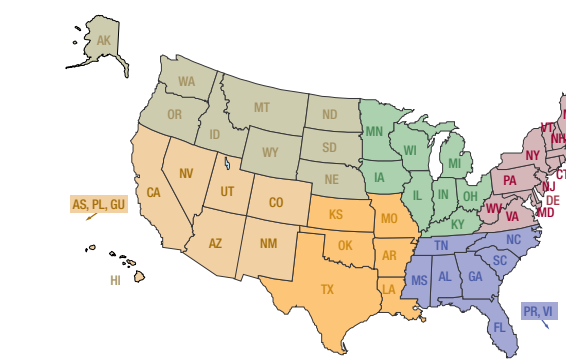 AK
WA
MT
ND
MN
OR
ID
SD
WI
MI
VT
NH
NY
WY
NE
IA
PA
CT
NJ
NV
UT
CO
IL
IN
OH
DE
MD
CA
KS
MO
WV
VA
KY
AS, PL, GU
AZ
NM
OK
AR
TN
NC
SC
HI
TX
LA
MS
AL
GA
PR, VI
FL